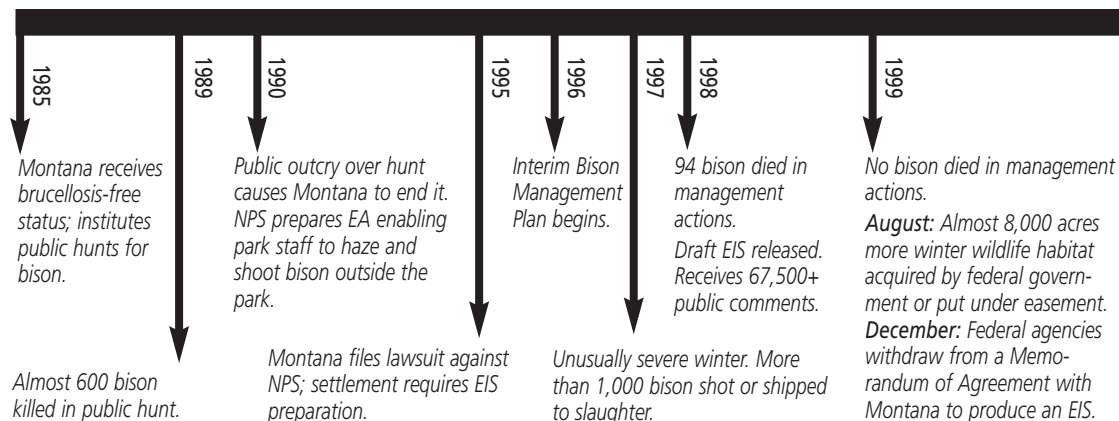 1985
Montana receives
brucellosis-free
status; institutes
public hunts for
bison.
1989
Almost 600 bison
killed in public hunt.
1990
Public outcry over hunt
causes Montana to end it.
NPS prepares EA enabling
park staff to haze and
shoot bison outside the
park.
1995
Montana files lawsuit against
NPS; settlement requires EIS
preparation.
1996
Interim Bison
Management
Plan begins.
1997
Unusually severe winter. More
than 1,000 bison shot or shipped
to slaughter.
1998
94 bison died in
management
actions.
Draft EIS released.
Receives 67,500+
public comments.
1999
No bison died in management
actions.
August: Almost 8,000 acres
more winter wildlife habitat
acquired by federal govern-
ment or put under easement.
December: Federal agencies
withdraw from a Memo-
randum of Agreement with
Montana to produce an EIS.